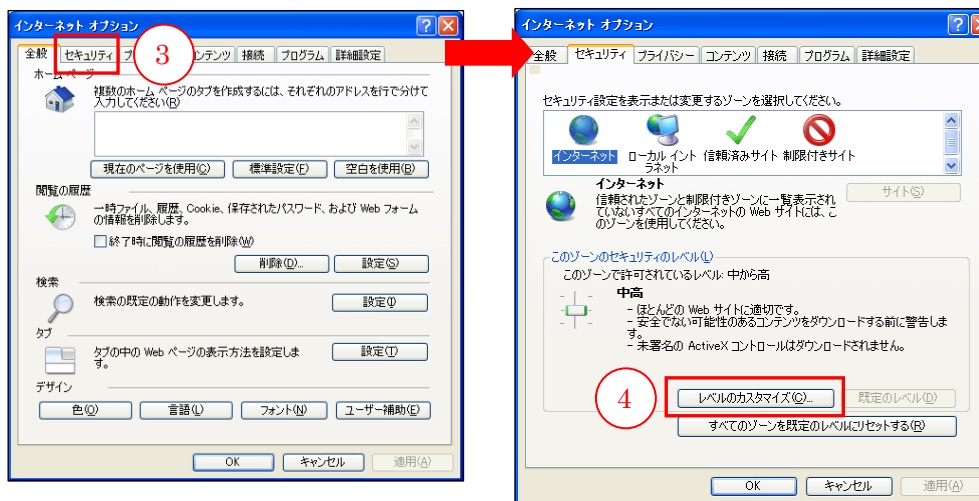 インターネット オプション
全般 セキュリティ コンテンツ 接続 プログラム 詳細設定
3
ホーム ページ
複数のホーム ページのタブを作成するには、それぞれのアドレスを行で分けて
入力してください(R)
現在のページを使用(C) 標準設定(F) 空白を使用(B)
閲覧の履歴
一時ファイル、履歴、Cookie、保存されたパスワード、および Web フォーム
の情報を削除します。
終了時に閲覧の履歴を削除(W)
削除(D)... 設定(S)
検索
検索の既定の動作を変更します。
設定(I)
タブ
タブの中の Web ページの表示方法を設定しま
す。
設定(T)
デザイン
色(O) 言語(L) フォント(N) ユーザー補助(E)
OK キャンセル 適用(A)
インターネット オプション
全般 セキュリティ プライバシー コンテンツ 接続 プログラム 詳細設定
セキュリティ設定を表示または変更するゾーンを選択してください。
インターネット ローカル イント 信頼済みサイト 制限付きサイト
ラネット
インターネット
サイト(S)
信頼されたゾーンと制限付きゾーンに一覧表示され
ていないすべてのインターネットの Web サイトには、こ
のゾーンを使用してください。
このゾーンのセキュリティのレベル(L)
このゾーンで許可されているレベル: 中から高
中高
- ほとんどの Web サイトに適切です。
- 安全でない可能性のあるコンテンツをダウンロードする前に警告しま
す。
- 未署名の ActiveX コントロールはダウンロードされません。
4
レベルのカスタマイズ(C)... 既定のレベル(D)
すべてのゾーンを既定のレベルにリセットする(R)
OK キャンセル 適用(A)